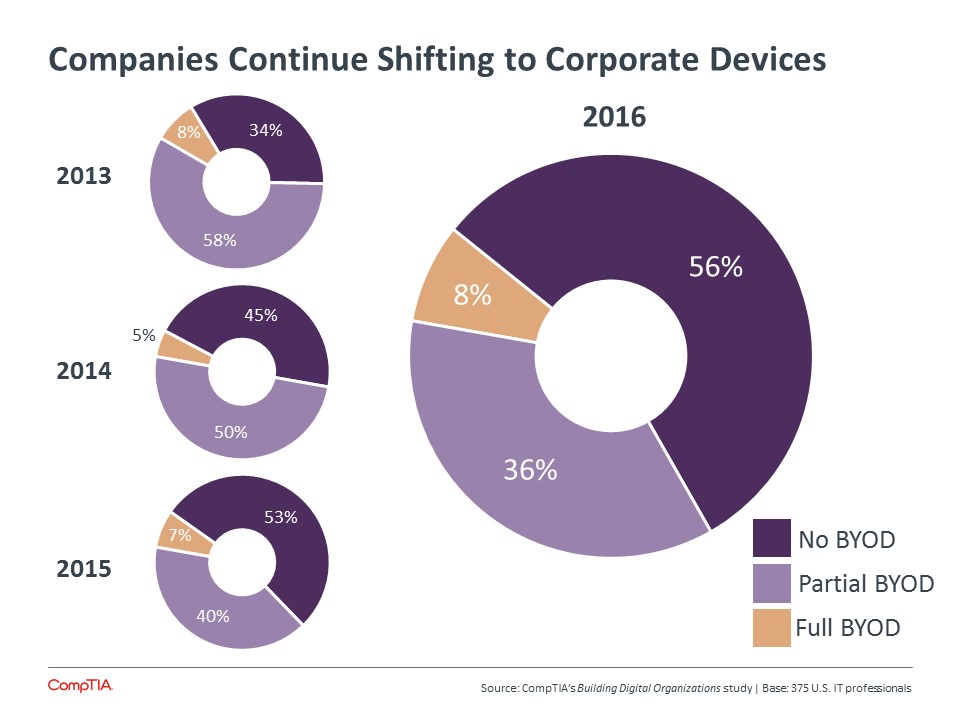 Companies Continue Shifting to Corporate Devices
2013
8%
34%
58%
2014
5%
45%
50%
2015
7%
53%
40%
2016
56%
8%
36%
No BYOD
Partial BYOD
Full BYOD
CompTIA.
Source: CompTIA's Building Digital Organizations study | Base: 375 U.S. IT professionals